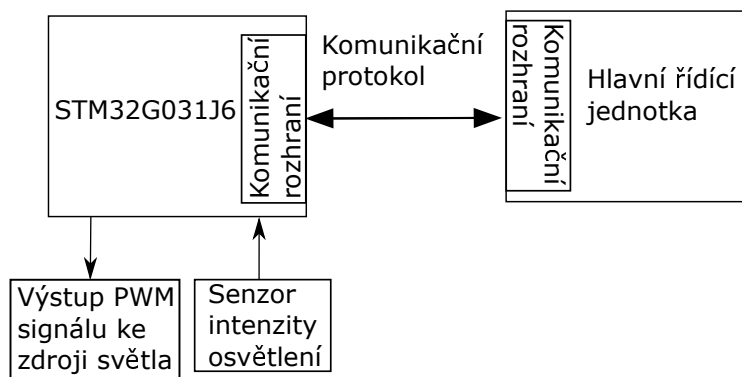 STM32G031J6
Komunikační
rozhraní
Komunikační
protokol
Komunikační
rozhraní
Hlavní řídící
jednotka
Výstup PWM
signálu ke
zdroji světla
Senzor
intenzity
osvětlení